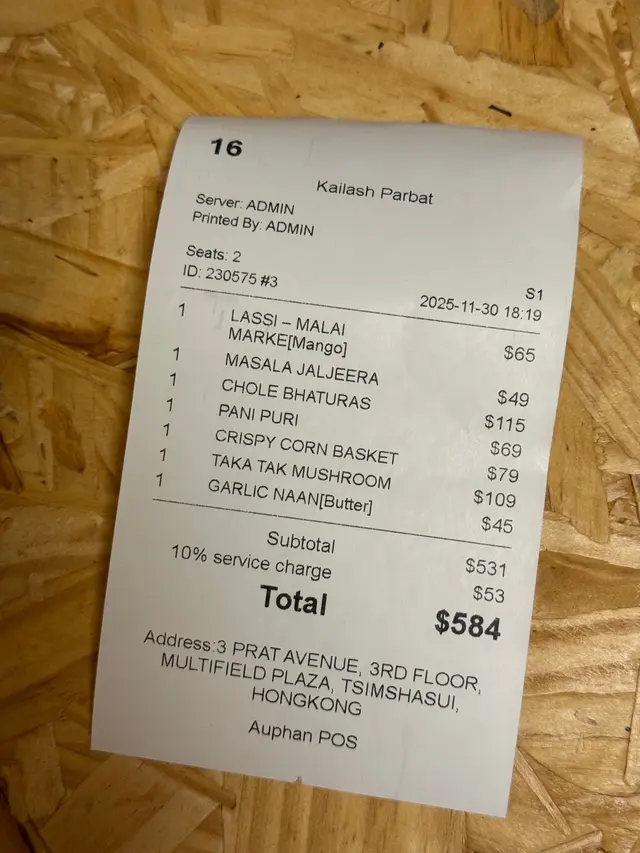 16
Kailash Parbat
Server: ADMIN
Printed By: ADMIN
Seats: 2
S1
ID: 230575 #3 2025-11-30 18:19
1 LASSI – MALAI MARKE[Mango] $65
1 MASALA JALJEERA $49
1 CHOLE BHATURAS $115
1 PANI PURI $69
1 CRISPY CORN BASKET $79
1 TAKA TAK MUSHROOM $109
1 GARLIC NAAN[Butter] $45
Subtotal $531
10% service charge $53
Total $584
Address:3 PRAT AVENUE, 3RD FLOOR,
MULTIFIELD PLAZA, TSIMSHASUI,
HONGKONG
Auphan POS